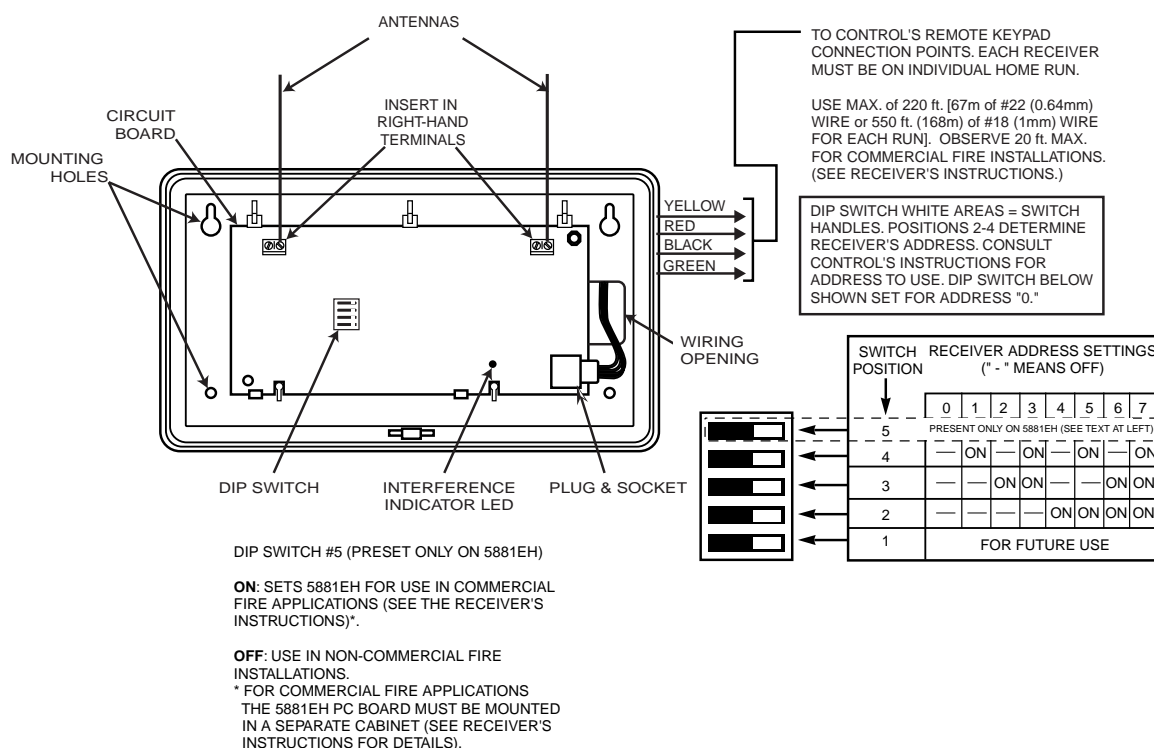 ANTENNAS
CIRCUIT
BOARD
INSERT IN
RIGHT-HAND
TERMINALS
MOUNTING
HOLES
YELLOW
RED
BLACK
GREEN
WIRING
OPENING
DIP SWITCH
INTERFERENCE
INDICATOR LED
PLUG & SOCKET
TO CONTROL'S REMOTE KEYPAD
CONNECTION POINTS. EACH RECEIVER
MUST BE ON INDIVIDUAL HOME RUN.
USE MAX. of 220 ft. [67m of #22 (0.64mm)
WIRE or 550 ft. (168m) of #18 (1mm) WIRE
FOR EACH RUN]. OBSERVE 20 ft. MAX.
FOR COMMERCIAL FIRE INSTALLATIONS.
(SEE RECEIVER'S INSTRUCTIONS.)
DIP SWITCH WHITE AREAS = SWITCH
HANDLES. POSITIONS 2-4 DETERMINE
RECEIVER'S ADDRESS. CONSULT
CONTROL'S INSTRUCTIONS FOR
ADDRESS TO USE. DIP SWITCH BELOW
SHOWN SET FOR ADDRESS "0."
SWITCH
POSITION
RECEIVER ADDRESS SETTINGS
(" - " MEANS OFF)
0 1 2 3 4 5 6 7
5 PRESENT ONLY ON 5881EH (SEE TEXT AT LEFT)
4 — ON — ON — ON — ON
3 — — ON ON — — ON ON
2 — — — — ON ON ON ON
1 FOR FUTURE USE
DIP SWITCH #5 (PRESET ONLY ON 5881EH)
ON: SETS 5881EH FOR USE IN COMMERCIAL
FIRE APPLICATIONS (SEE THE RECEIVER'S
INSTRUCTIONS)*.
OFF: USE IN NON-COMMERCIAL FIRE
INSTALLATIONS.
* FOR COMMERCIAL FIRE APPLICATIONS
THE 5881EH PC BOARD MUST BE MOUNTED
IN A SEPARATE CABINET (SEE RECEIVER'S
INSTRUCTIONS FOR DETAILS).